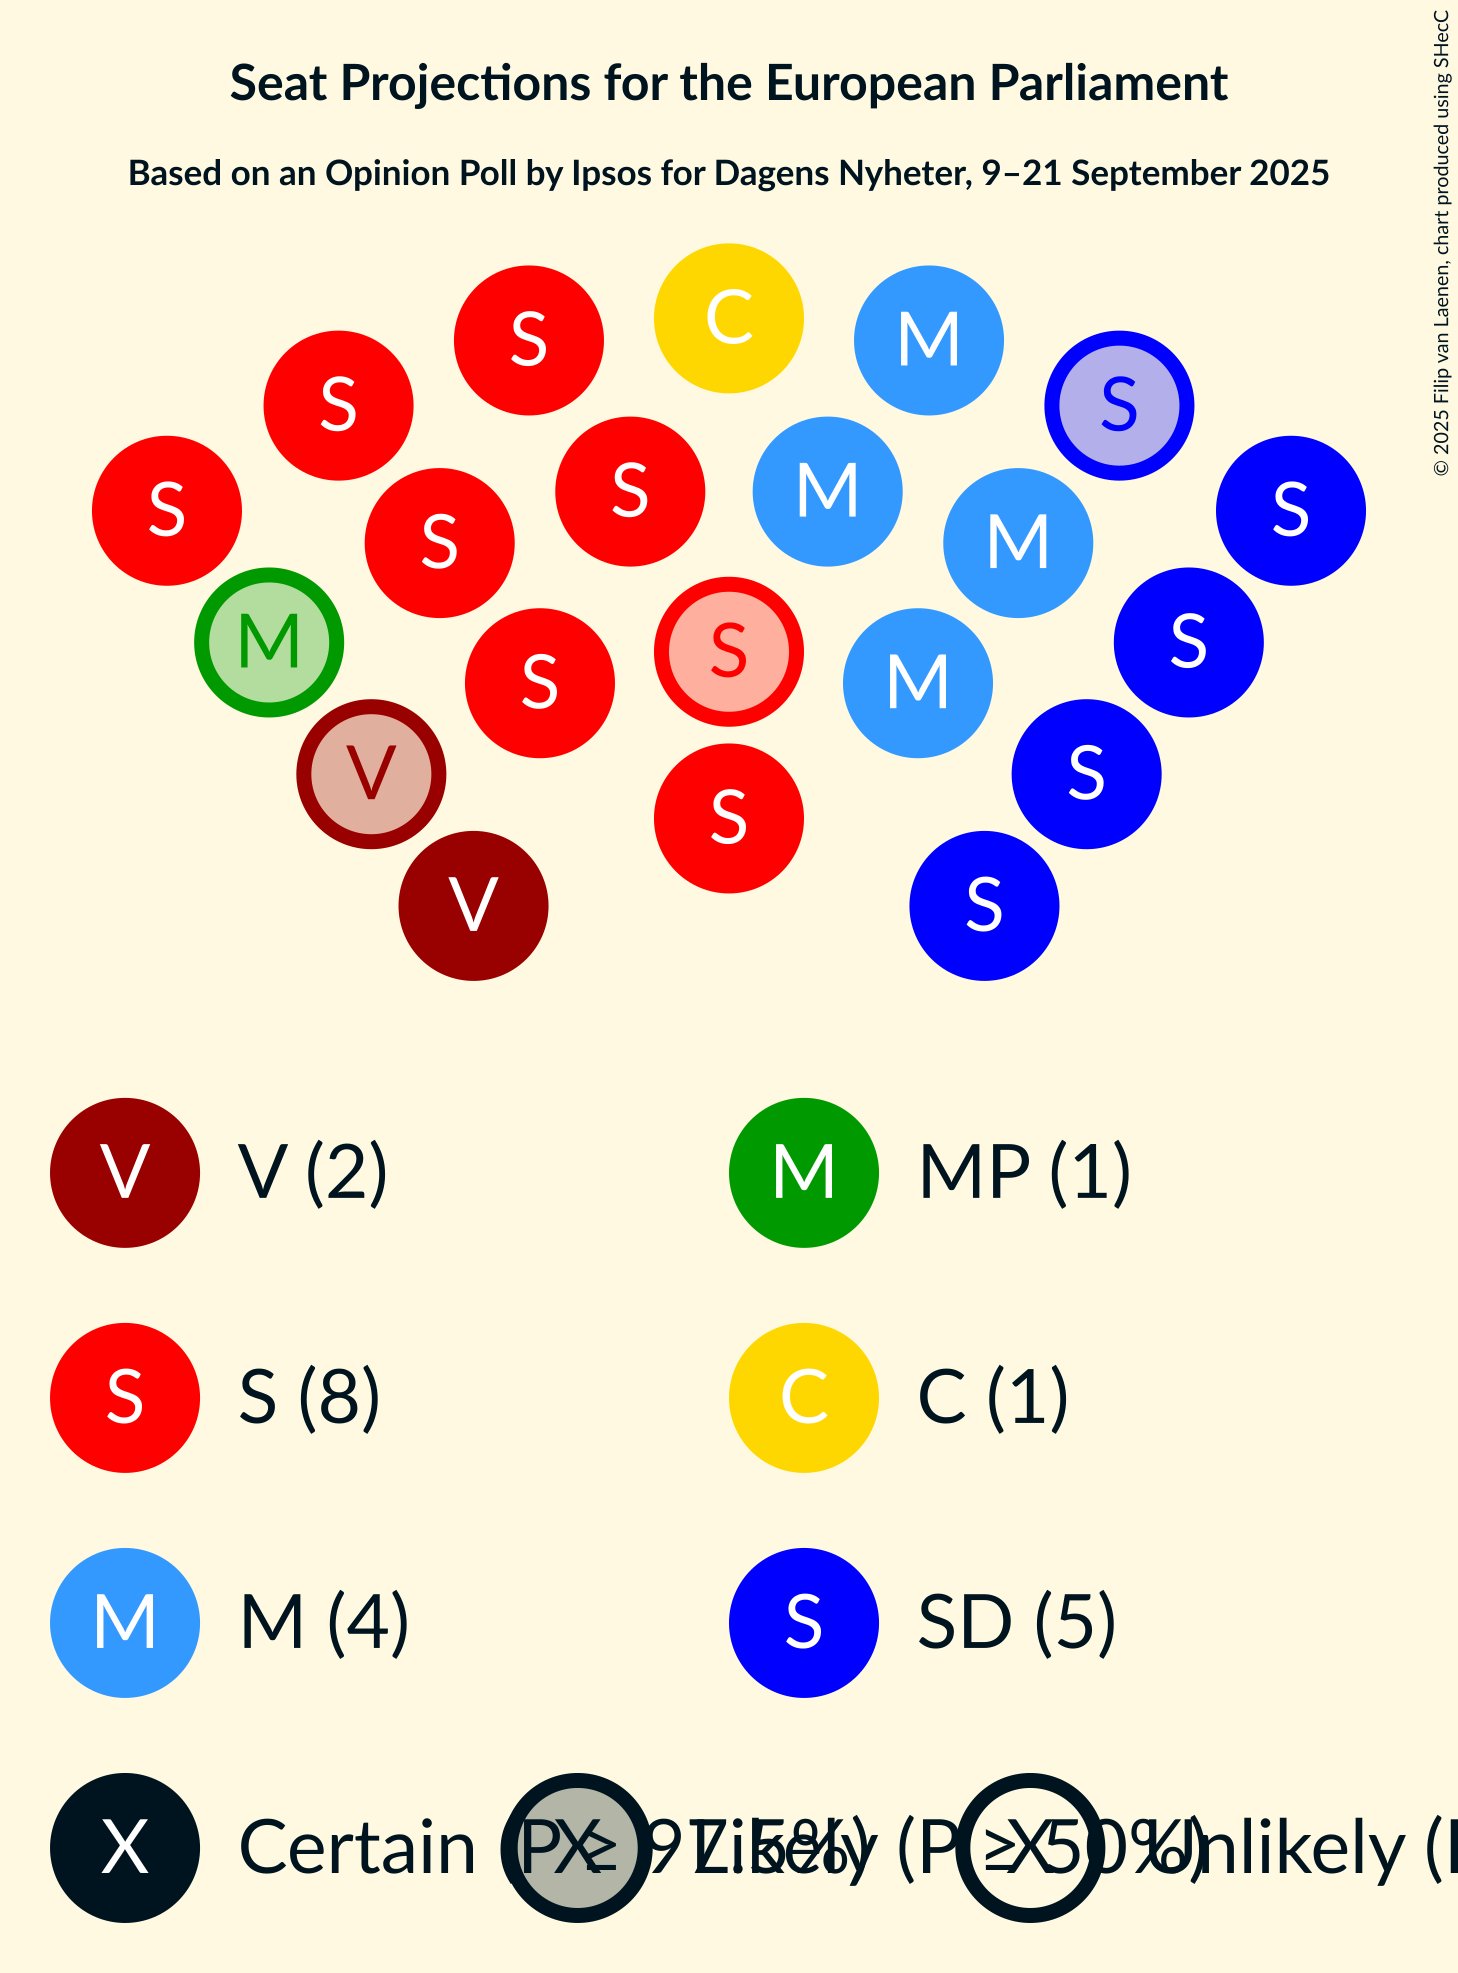 Seat Projections for the European Parliament
Based on an Opinion Poll by Ipsos for Dagens Nyheter, 9–21 September 2025
© 2025 Filip van Laenen, chart produced using SHecC
C
S M
S S
S M
S S
S M
S S
M S
S
S M
V S
S
V S
V V (2) M MP (1)
S S (8) C C (1)
M M (4) S SD (5)
X Certain (P ≥ 97.5%) X Likely (P ≥ 50%) X Unlikely (